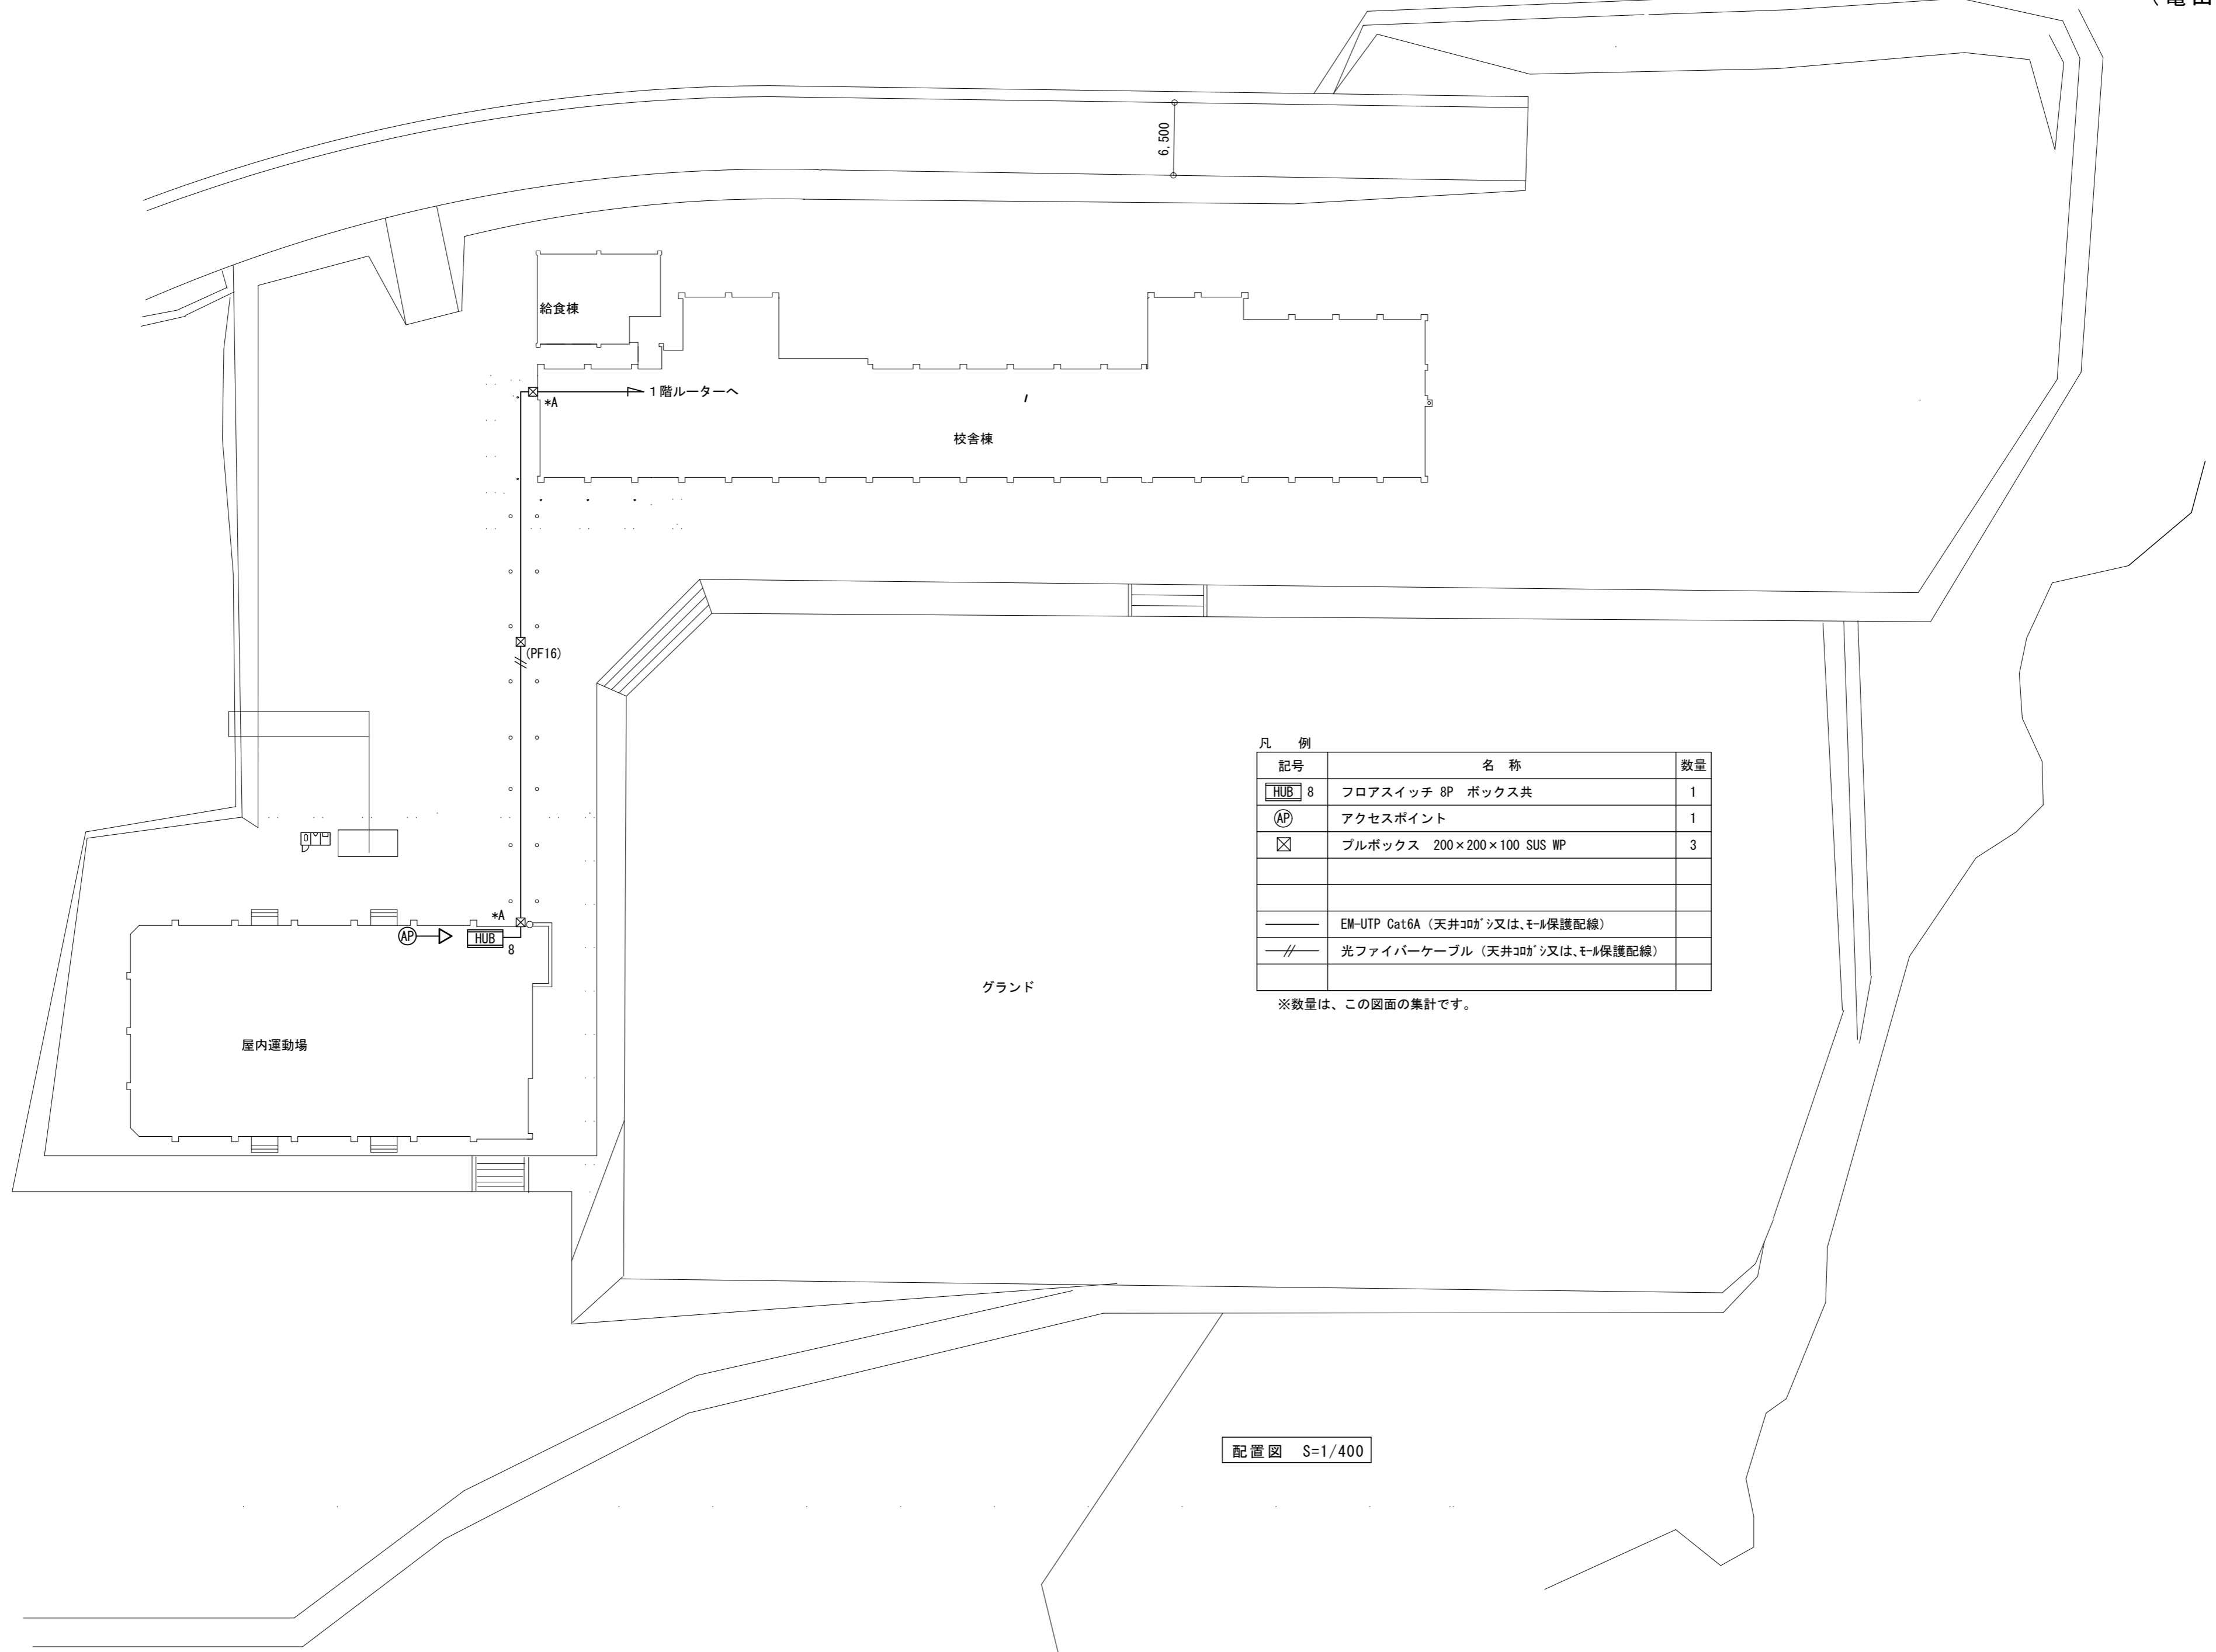 (竜田
6,500
給食棟
1階ルーターへ
*A
校舎棟
(PF16)
凡 例
記号 名 称 数量
HUB 8 フロアスイッチ 8P ボックス共 1
AP アクセスポイント 1
プルボックス 200×200×100 SUS WP 3
EM-UTP Cat6A (天井コロガシ又は、モール保護配線)
光ファイバーケーブル (天井コロガシ又は、モール保護配線)
※数量は、この図面の集計です。
*A
AP
HUB
8
グランド
屋内運動場
配置図 S=1/400